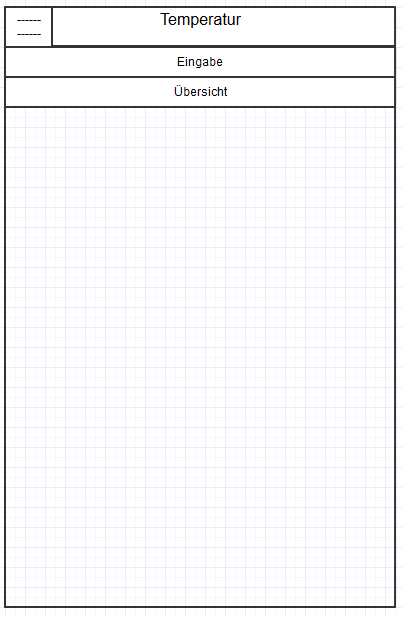 ------
------
Temperatur
Eingabe
Übersicht